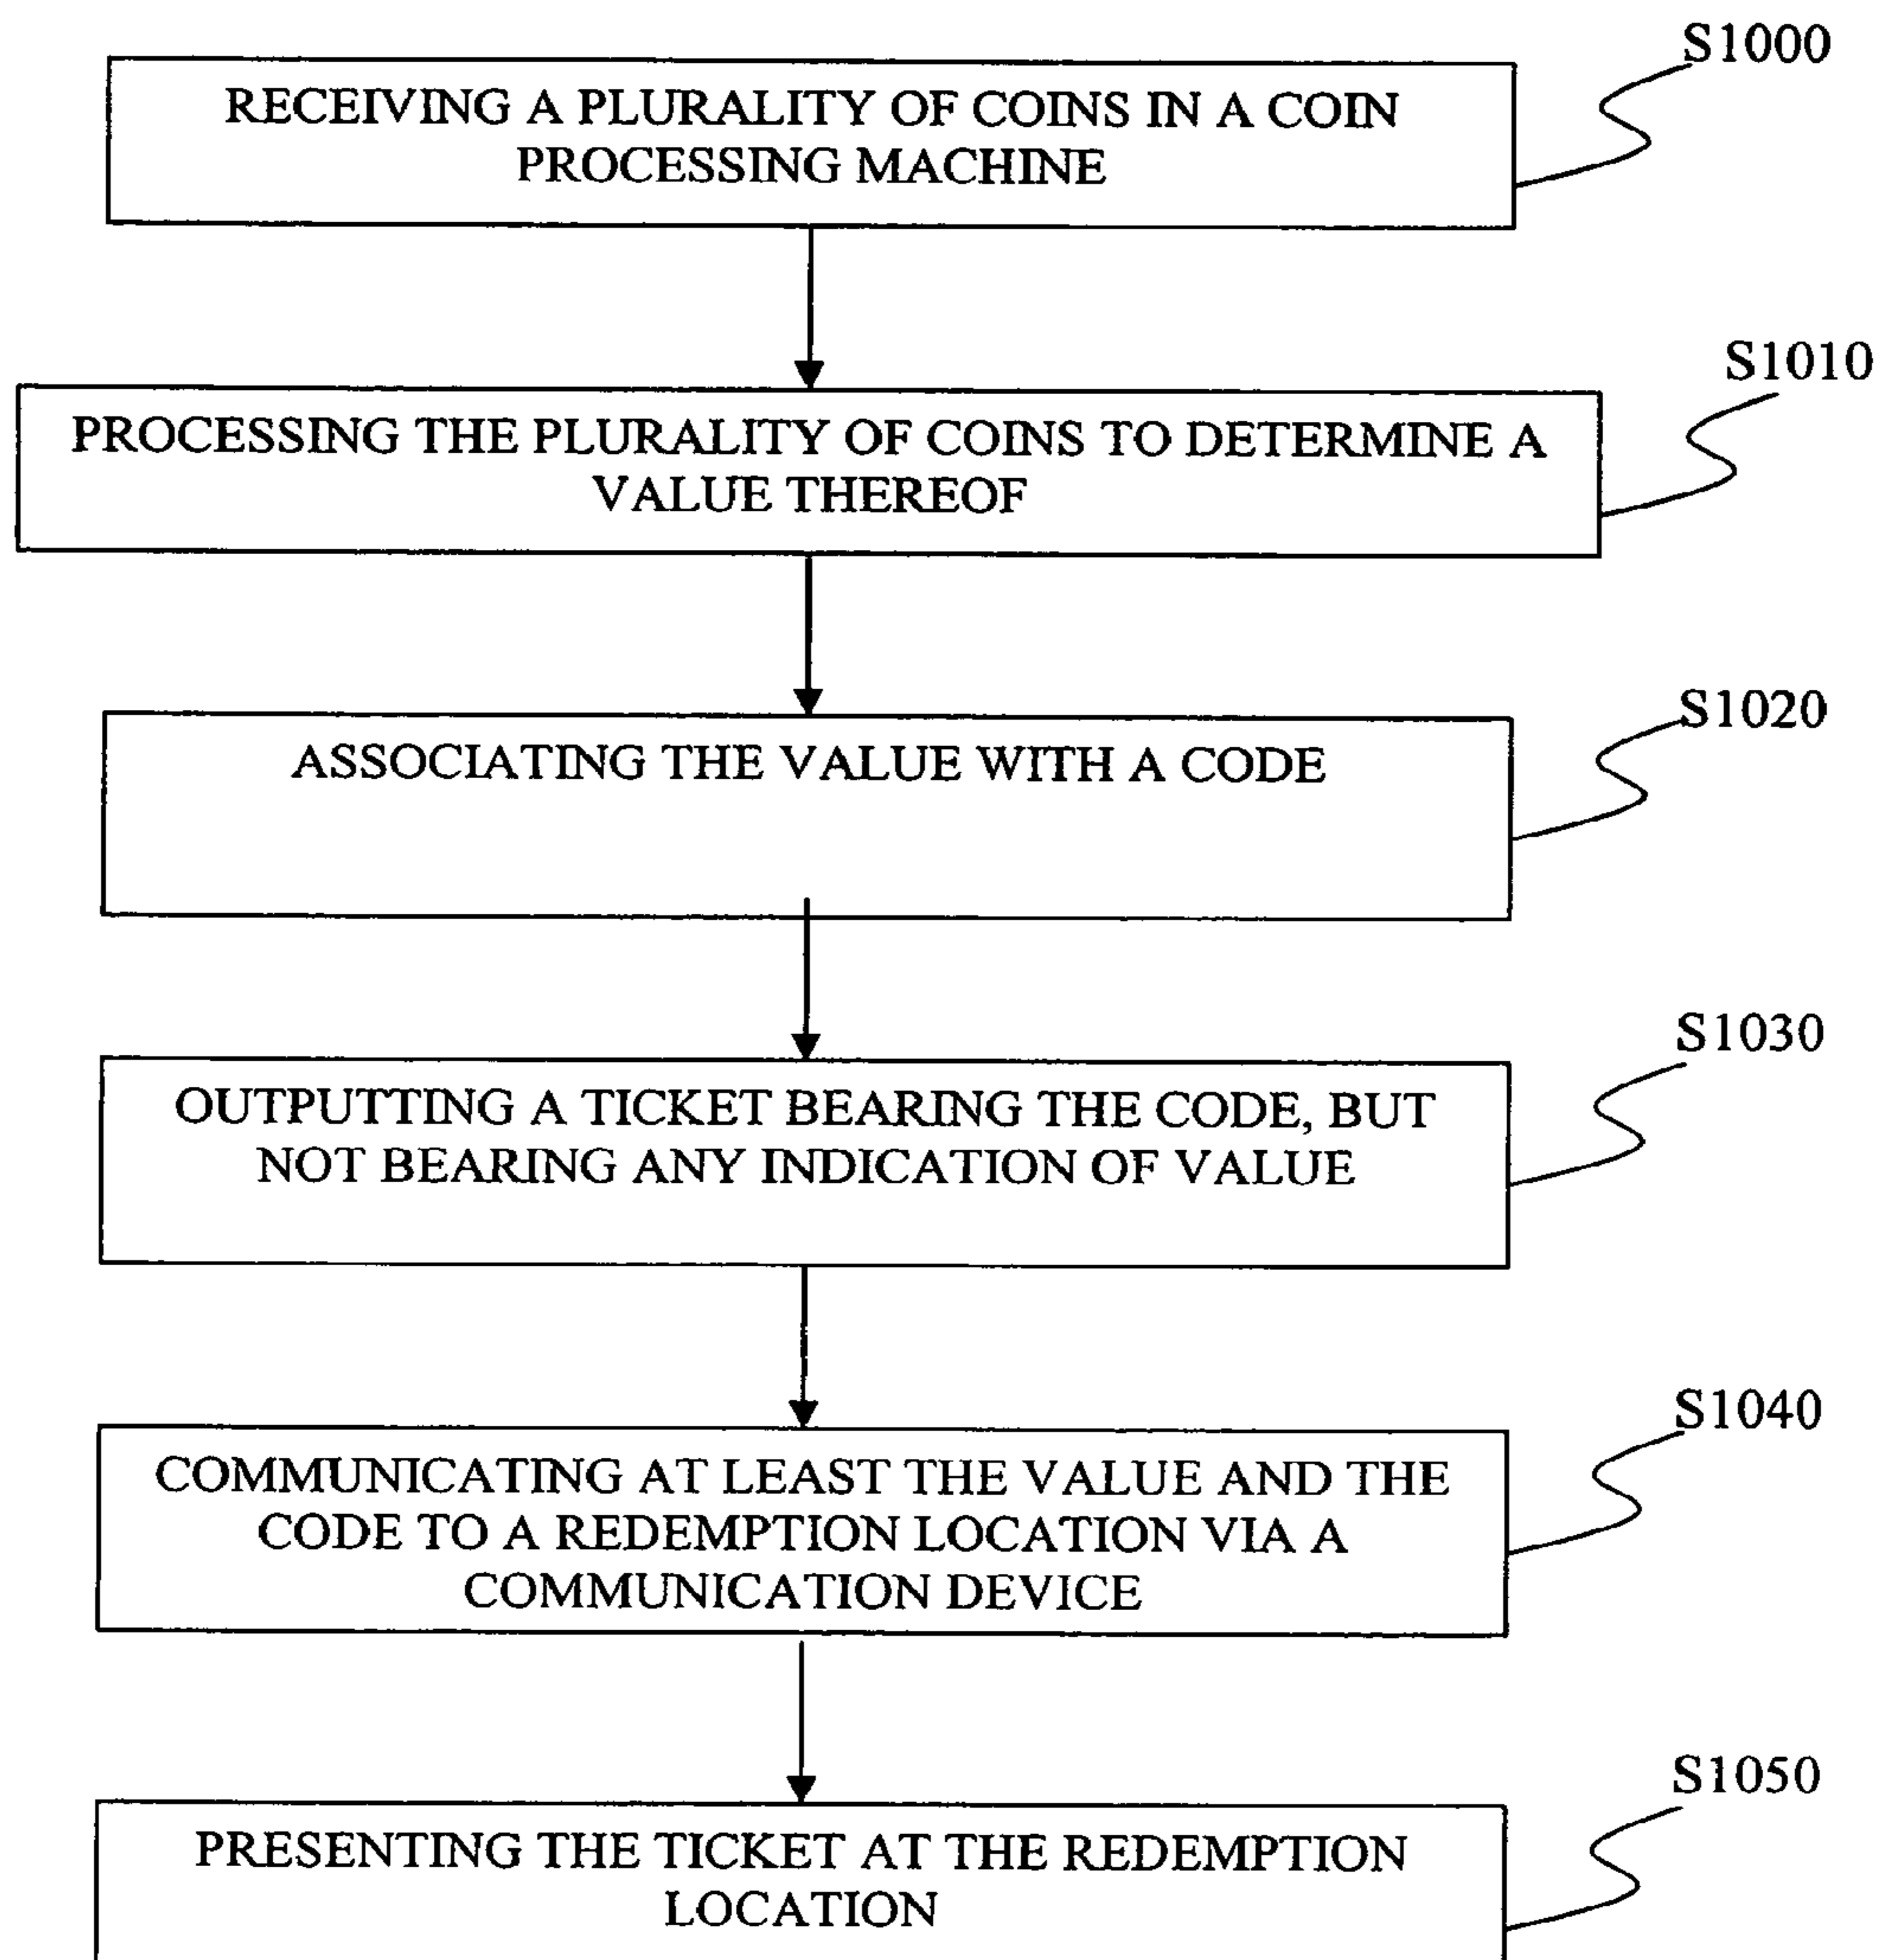 S1000
RECEIVING A PLURALITY OF COINS IN A COIN
PROCESSING MACHINE
S1010
PROCESSING THE PLURALITY OF COINS TO DETERMINE A
VALUE THEREOF
S1020
ASSOCIATING THE VALUE WITH A CODE
S1030
OUTPUTTING A TICKET BEARING THE CODE, BUT
NOT BEARING ANY INDICATION OF VALUE
S1040
COMMUNICATING AT LEAST THE VALUE AND THE
CODE TO A REDEMPTION LOCATION VIA A
COMMUNICATION DEVICE
S1050
PRESENTING THE TICKET AT THE REDEMPTION
LOCATION